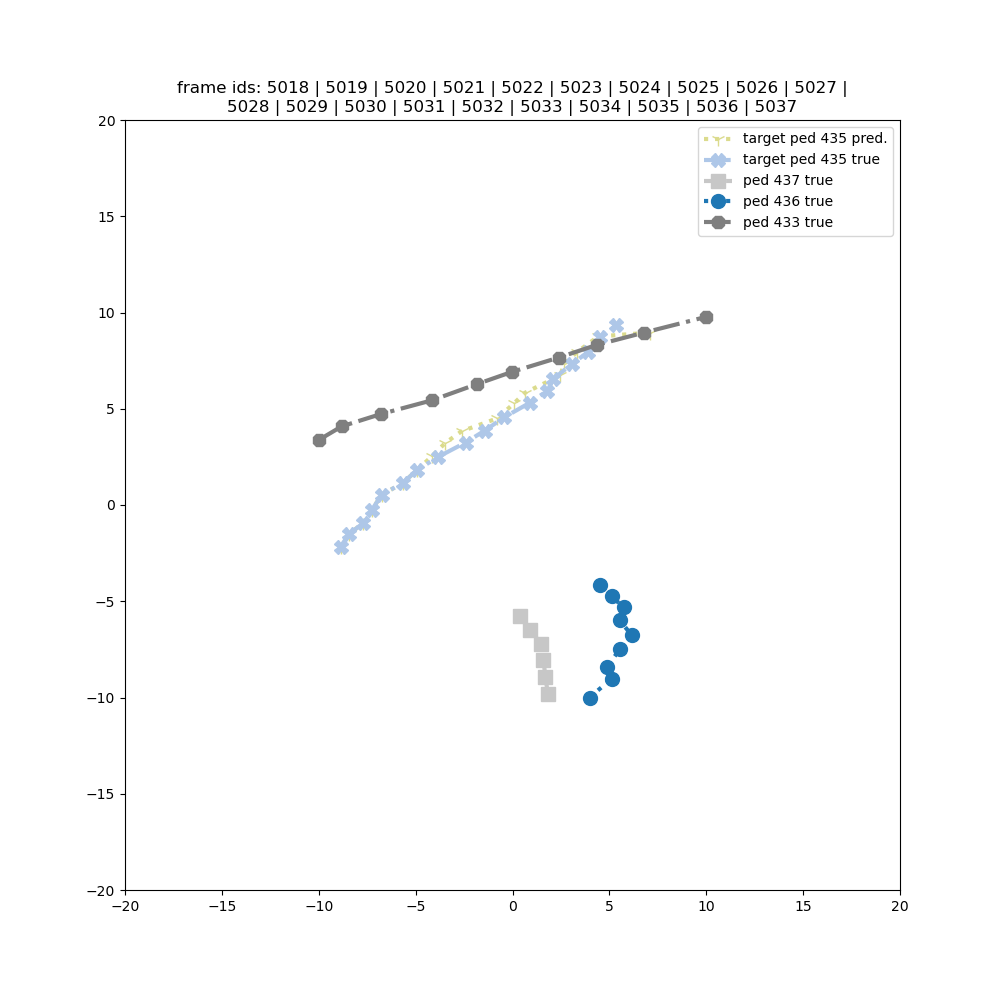 frame ids: 5018 | 5019 | 5020 | 5021 | 5022 | 5023 | 5024 | 5025 | 5026 | 5027 |
5028 | 5029 | 5030 | 5031 | 5032 | 5033 | 5034 | 5035 | 5036 | 5037
target ped 435 pred.
target ped 435 true
ped 437 true
ped 436 true
ped 433 true
20
15
10
5
0
−5
−10
−15
−20
−20 −15 −10 −5 0 5 10 15 20